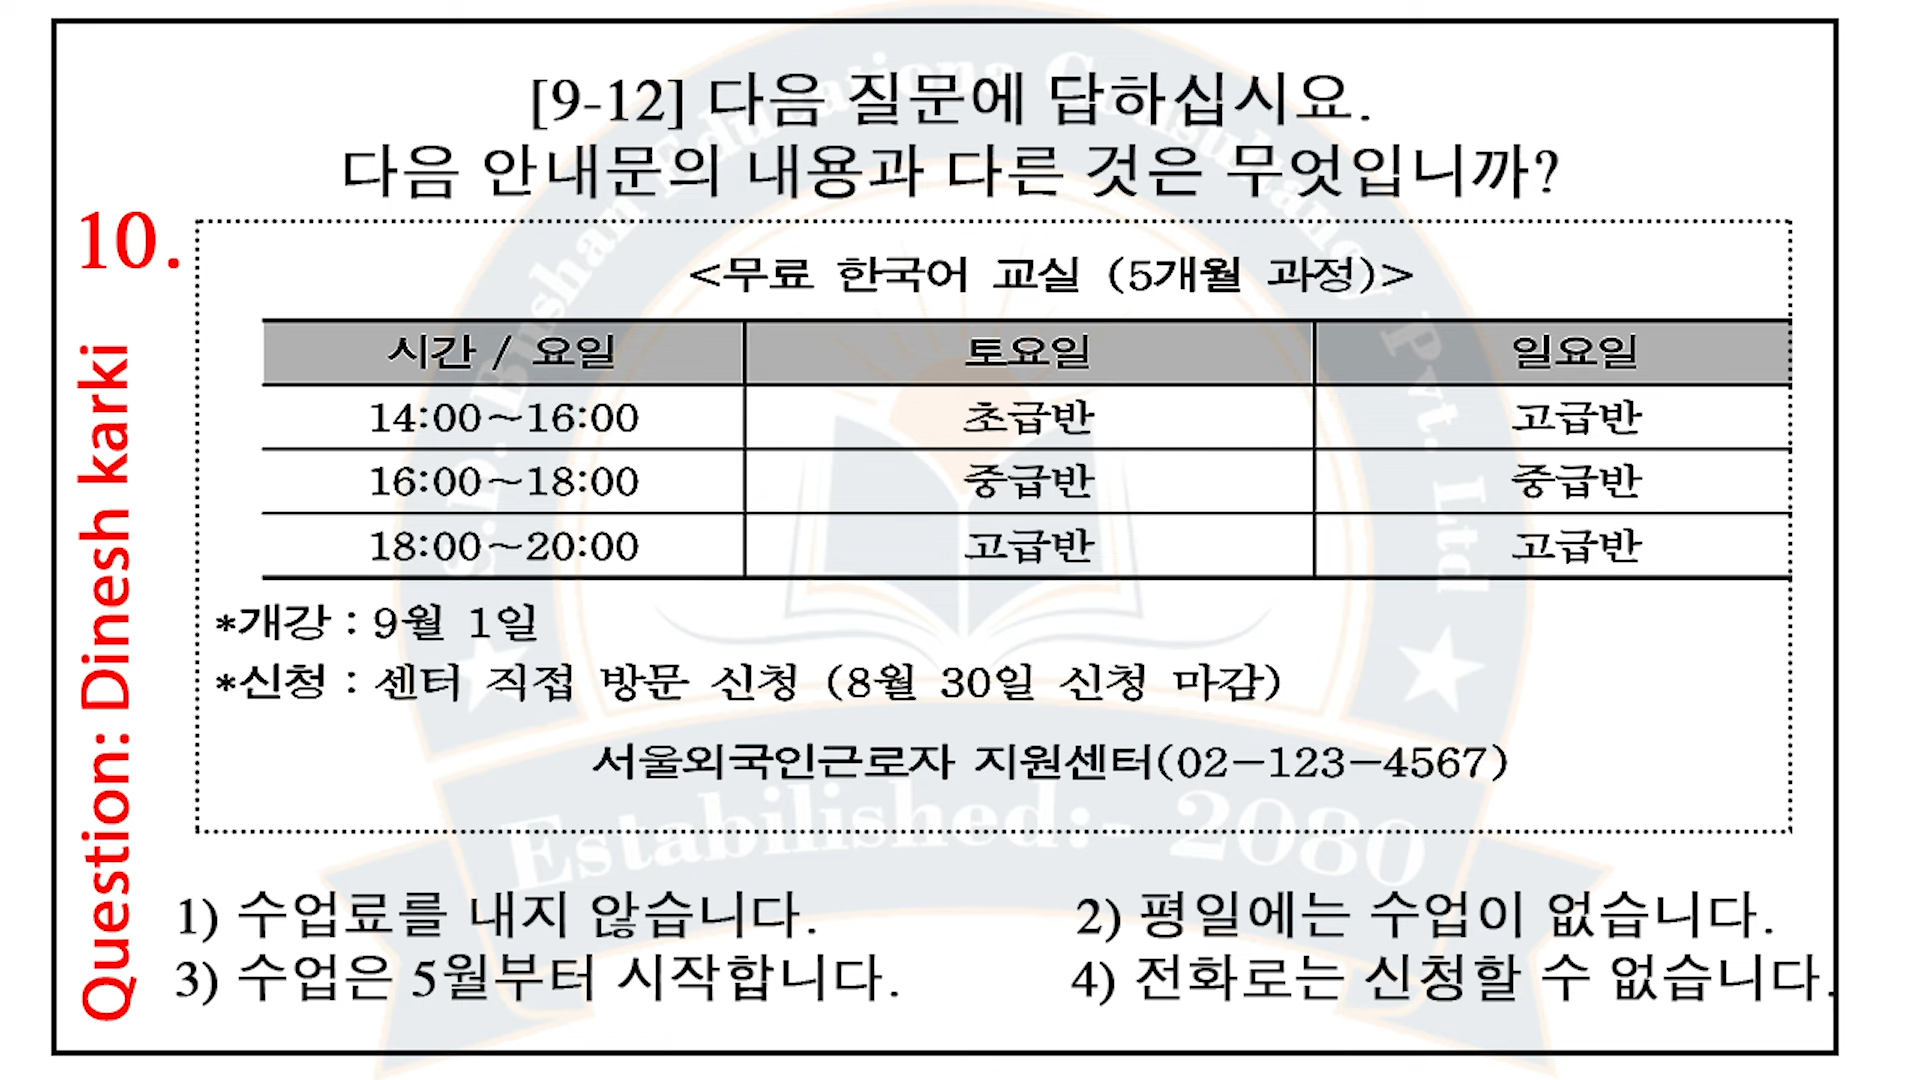 [9-12] 다음 질문에 답하십시요.
다음 안내문의 내용과 다른 것은 무엇입니까?
10.
<무료 한국어 교실 (5개월 과정)>
시간 / 요일 토요일 일요일
14:00~16:00 초급반 고급반
16:00~18:00 중급반 중급반
18:00~20:00 고급반 고급반
*개강 : 9월 1일
*신청 : 센터 직접 방문 신청 (8월 30일 신청 마감)
서울외국인근로자 지원센터(02-123-4567)
1) 수업료를 내지 않습니다. 2) 평일에는 수업이 없습니다.
3) 수업은 5월부터 시작합니다. 4) 전화로는 신청할 수 없습니다.
Question: Dinesh karki
Bushan Educationa Consultancy Pvt. Ltd
Estabilished:- 2080